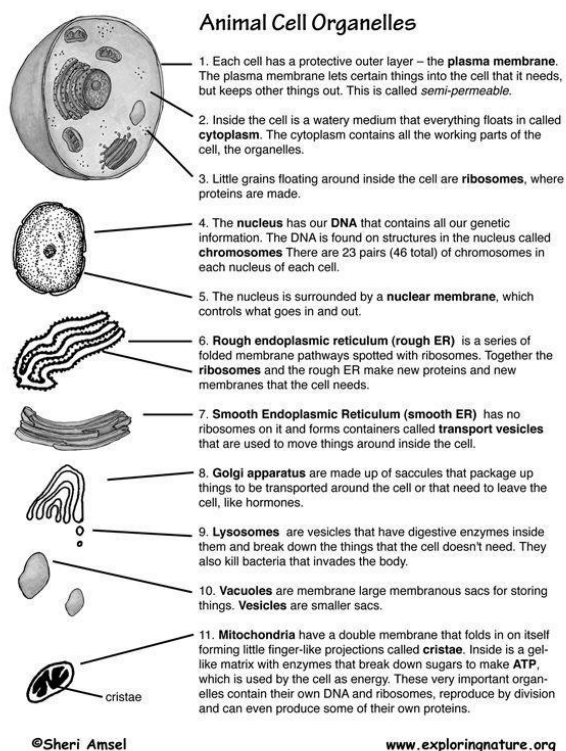 Animal Cell Organelles
1. Each cell has a protective outer layer – the plasma membrane.
The plasma membrane lets certain things into the cell that it needs,
but keeps other things out. This is called semi-permeable.
2. Inside the cell is a watery medium that everything floats in called
cytoplasm. The cytoplasm contains all the working parts of the
cell, the organelles.
3. Little grains floating around inside the cell are ribosomes, where
proteins are made.
4. The nucleus has our DNA that contains all our genetic
information. The DNA is found on structures in the nucleus called
chromosomes There are 23 pairs (46 total) of chromosomes in
each nucleus of each cell.
5. The nucleus is surrounded by a nuclear membrane, which
controls what goes in and out.
6. Rough endoplasmic reticulum (rough ER) is a series of
folded membrane pathways spotted with ribosomes. Together the
ribosomes and the rough ER make new proteins and new
membranes that the cell needs.
7. Smooth Endoplasmic Reticulum (smooth ER) has no
ribosomes on it and forms containers called transport vesicles
that are used to move things around inside the cell.
8. Golgi apparatus are made up of saccules that package up
things to be transported around the cell or that need to leave the
cell, like hormones.
9. Lysosomes are vesicles that have digestive enzymes inside
them and break down the things that the cell doesn't need. They
also kill bacteria that invades the body.
10. Vacuoles are membrane large membranous sacs for storing
things. Vesicles are smaller sacs.
11. Mitochondria have a double membrane that folds in on itself
forming little finger-like projections called cristae. Inside is a gel-
like matrix with enzymes that break down sugars to make ATP,
which is used by the cell as energy. These very important organ-
elles contain their own DNA and ribosomes, reproduce by division
and can even produce some of their own proteins.
cristae
©Sheri Amsel
www.exploringnature.org